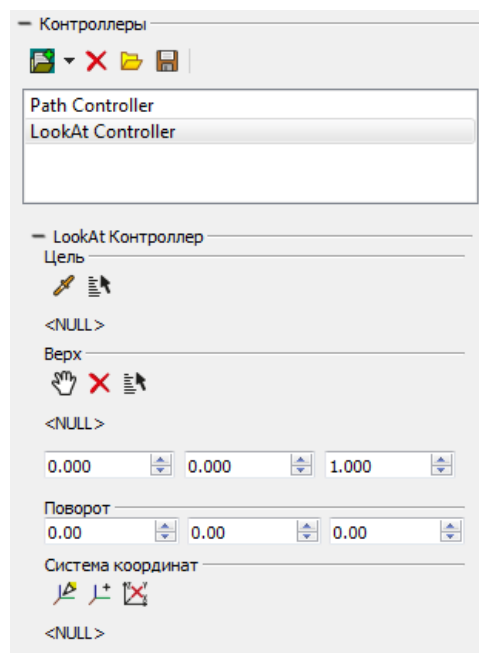 Контроллеры
Path Controller
LookAt Controller
LookAt Контроллер
Цель
<NULL>
Верх
<NULL>
0.000 0.000 1.000
Поворот
0.00 0.00 0.00
Система координат
<NULL>